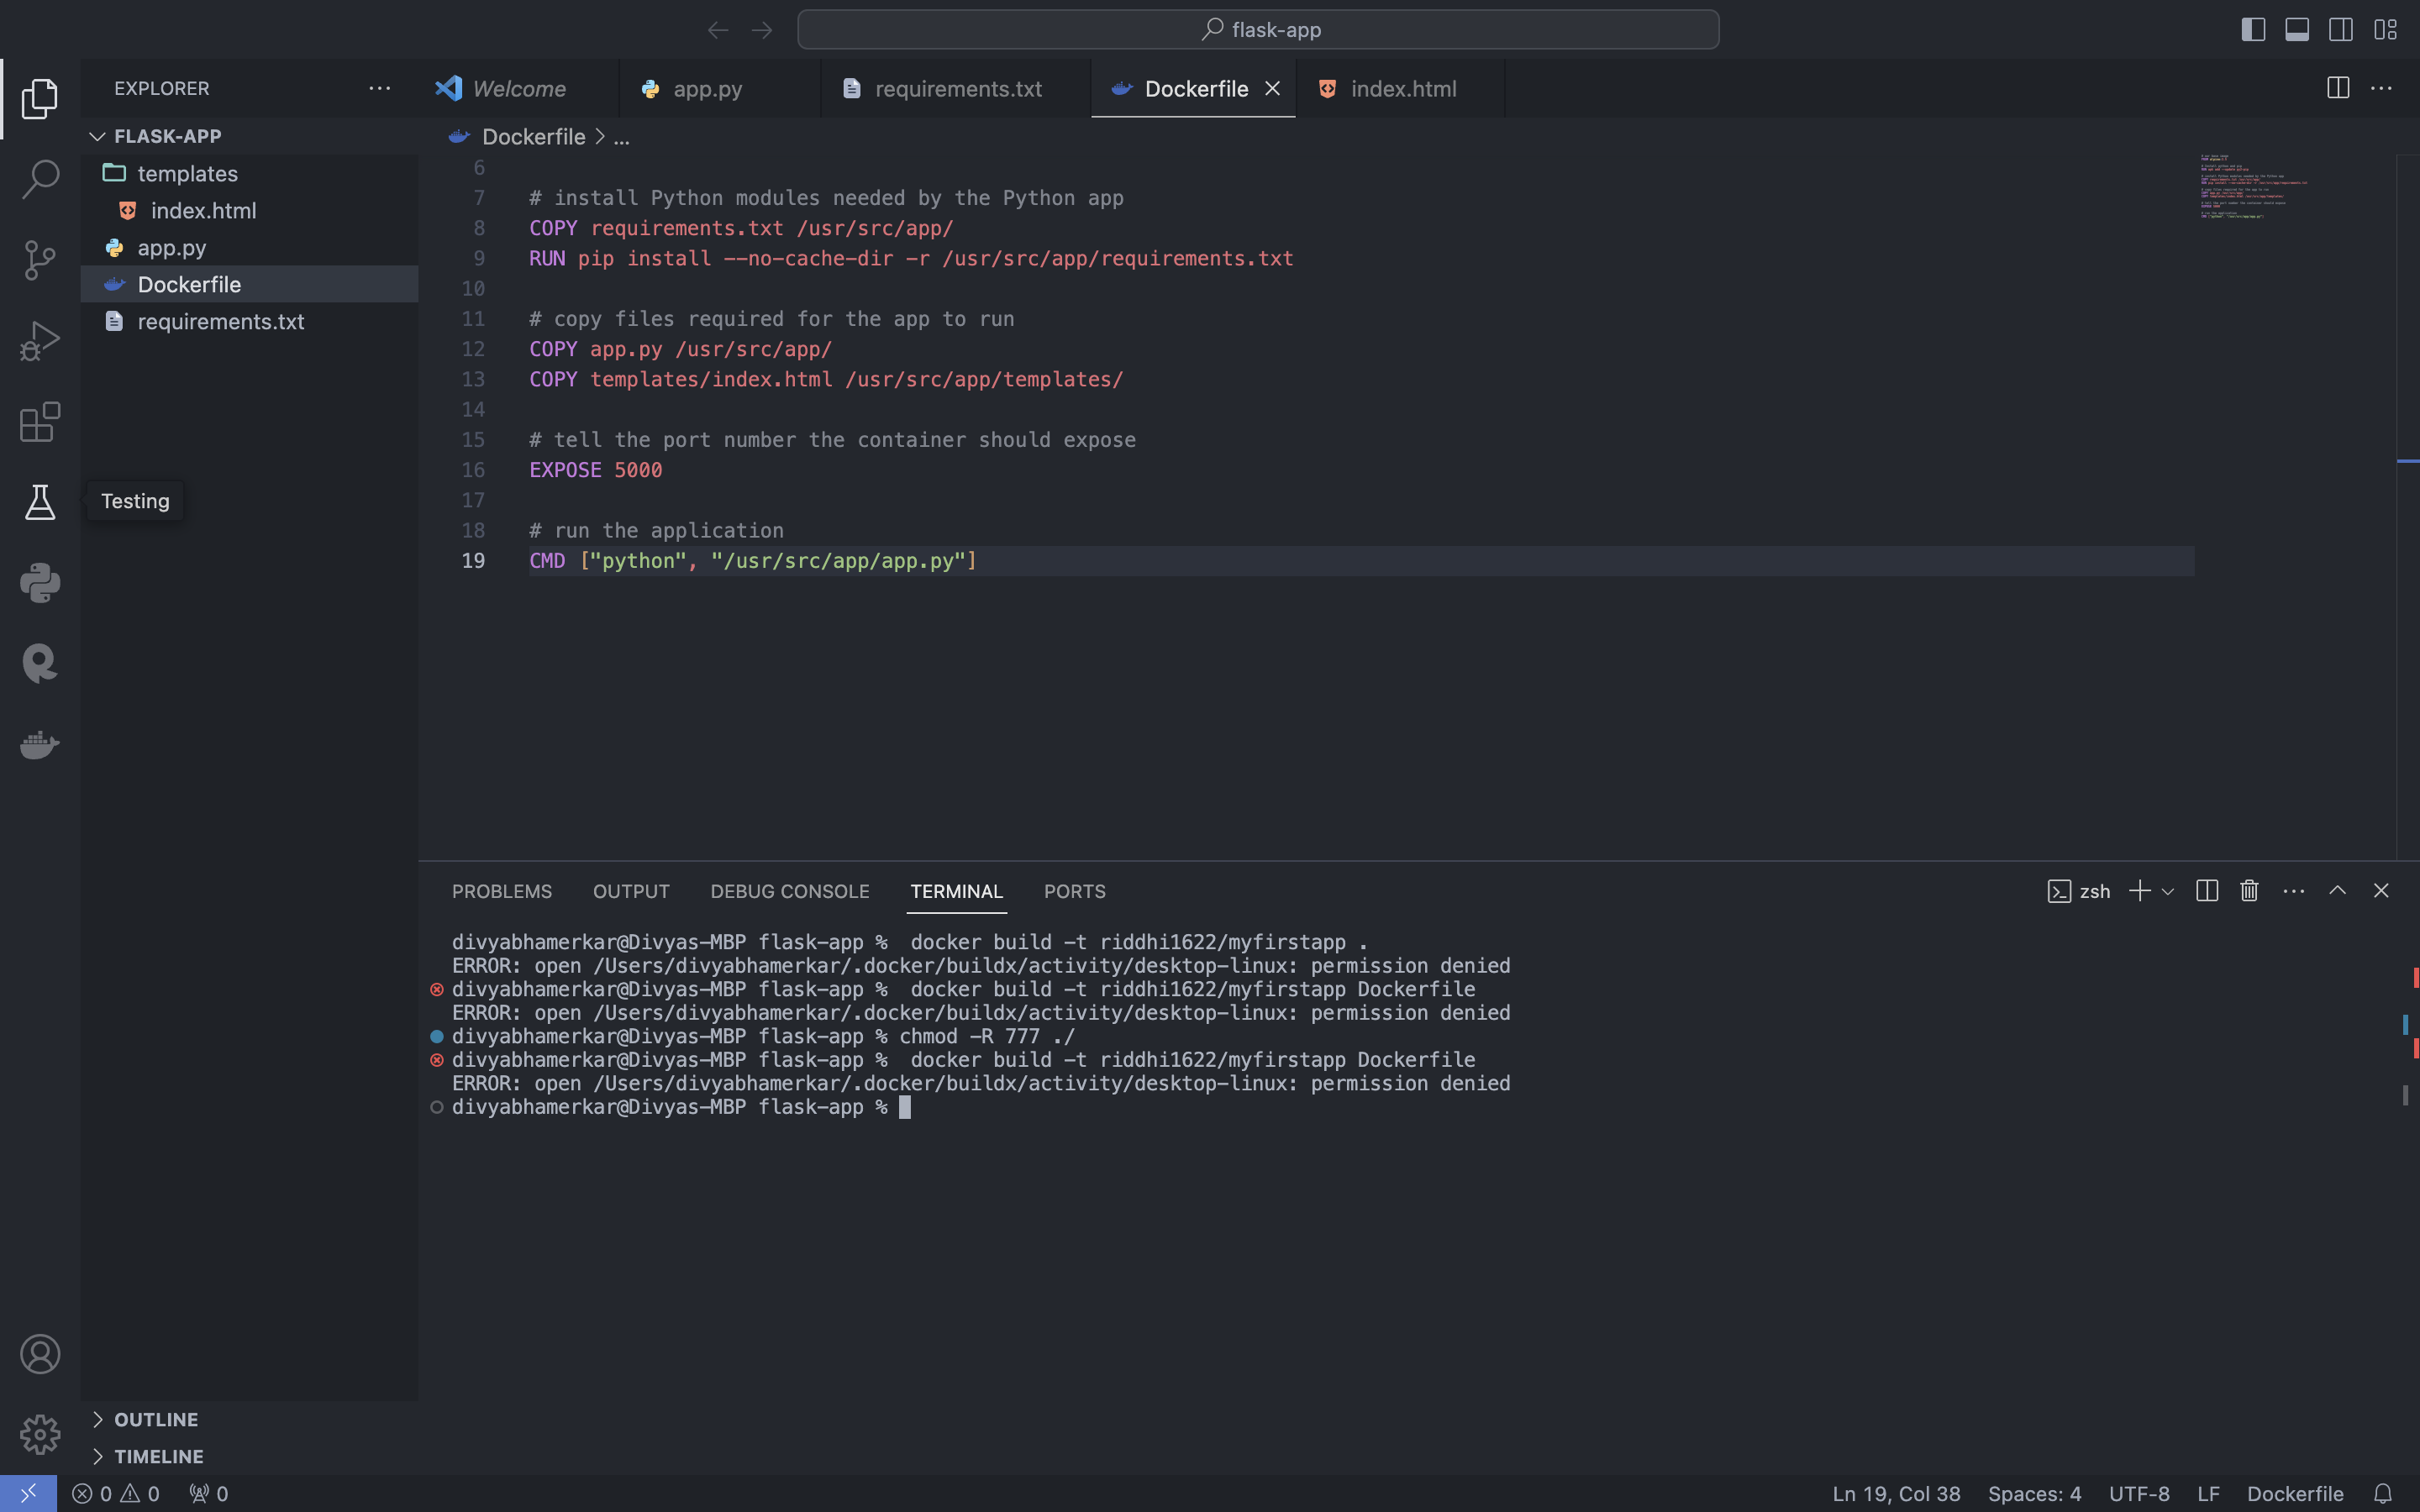 flask-app
EXPLORER
Welcome
app.py
requirements.txt
Dockerfile
index.html
FLASK-APP
templates
index.html
app.py
Dockerfile
requirements.txt
Dockerfile > ...
6
7 # install Python modules needed by the Python app
8 COPY requirements.txt /usr/src/app/
9 RUN pip install --no-cache-dir -r /usr/src/app/requirements.txt
10
11 # copy files required for the app to run
12 COPY app.py /usr/src/app/
13 COPY templates/index.html /usr/src/app/templates/
14
15 # tell the port number the container should expose
16 EXPOSE 5000
17
18 # run the application
19 CMD ["python", "/usr/src/app/app.py"]
Testing
PROBLEMS
OUTPUT
DEBUG CONSOLE
TERMINAL
PORTS
zsh
divyabhamerkar@Divyas-MBP flask-app %  docker build -t riddhi1622/myfirstapp .
ERROR: open /Users/divyabhamerkar/.docker/buildx/activity/desktop-linux: permission denied
divyabhamerkar@Divyas-MBP flask-app %  docker build -t riddhi1622/myfirstapp Dockerfile
ERROR: open /Users/divyabhamerkar/.docker/buildx/activity/desktop-linux: permission denied
divyabhamerkar@Divyas-MBP flask-app % chmod -R 777 ./
divyabhamerkar@Divyas-MBP flask-app %  docker build -t riddhi1622/myfirstapp Dockerfile
ERROR: open /Users/divyabhamerkar/.docker/buildx/activity/desktop-linux: permission denied
divyabhamerkar@Divyas-MBP flask-app %
OUTLINE
TIMELINE
0 0 0
Ln 19, Col 38
Spaces: 4
UTF-8
LF
Dockerfile